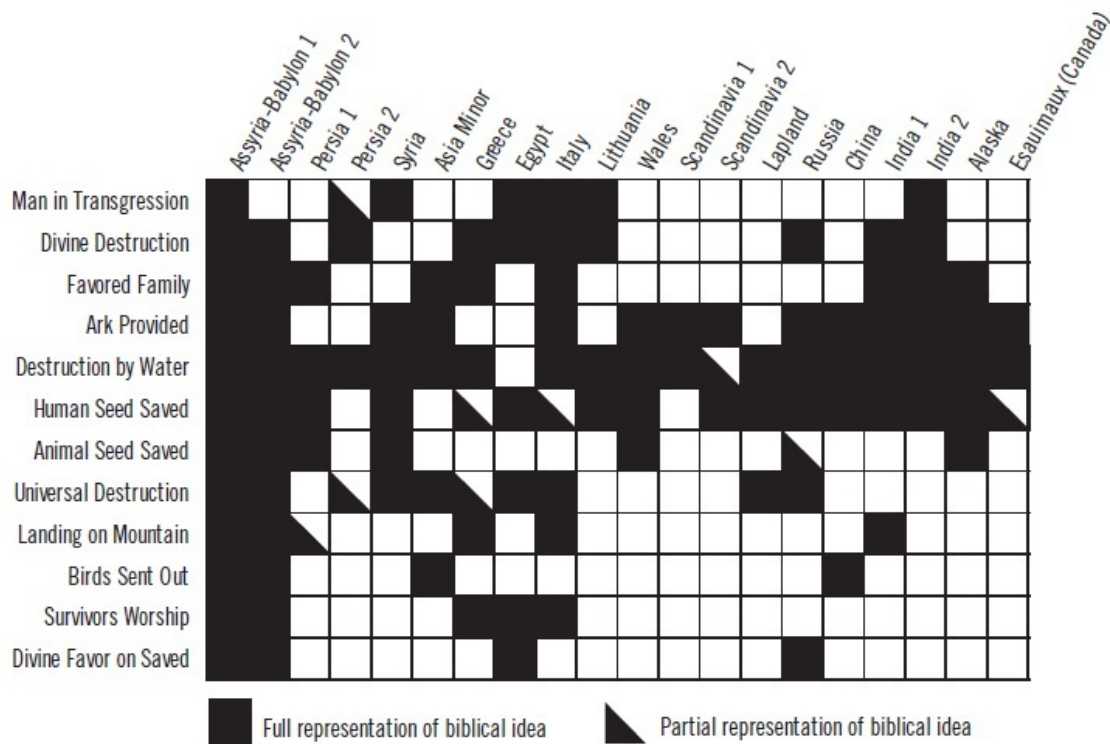 Assyria-Babylon 1
Assyria-Babylon 2
Persia 1
Persia 2
Syria
Asia Minor
Greece
Egypt
Italy
Lithuania
Wales
Scandinavia 1
Scandinavia 2
Lapland
Russia
China
India 1
India 2
Alaska
Esauimaux (Canada)
Man in Transgression
Divine Destruction
Favored Family
Ark Provided
Destruction by Water
Human Seed Saved
Animal Seed Saved
Universal Destruction
Landing on Mountain
Birds Sent Out
Survivors Worship
Divine Favor on Saved
Full representation of biblical idea
Partial representation of biblical idea